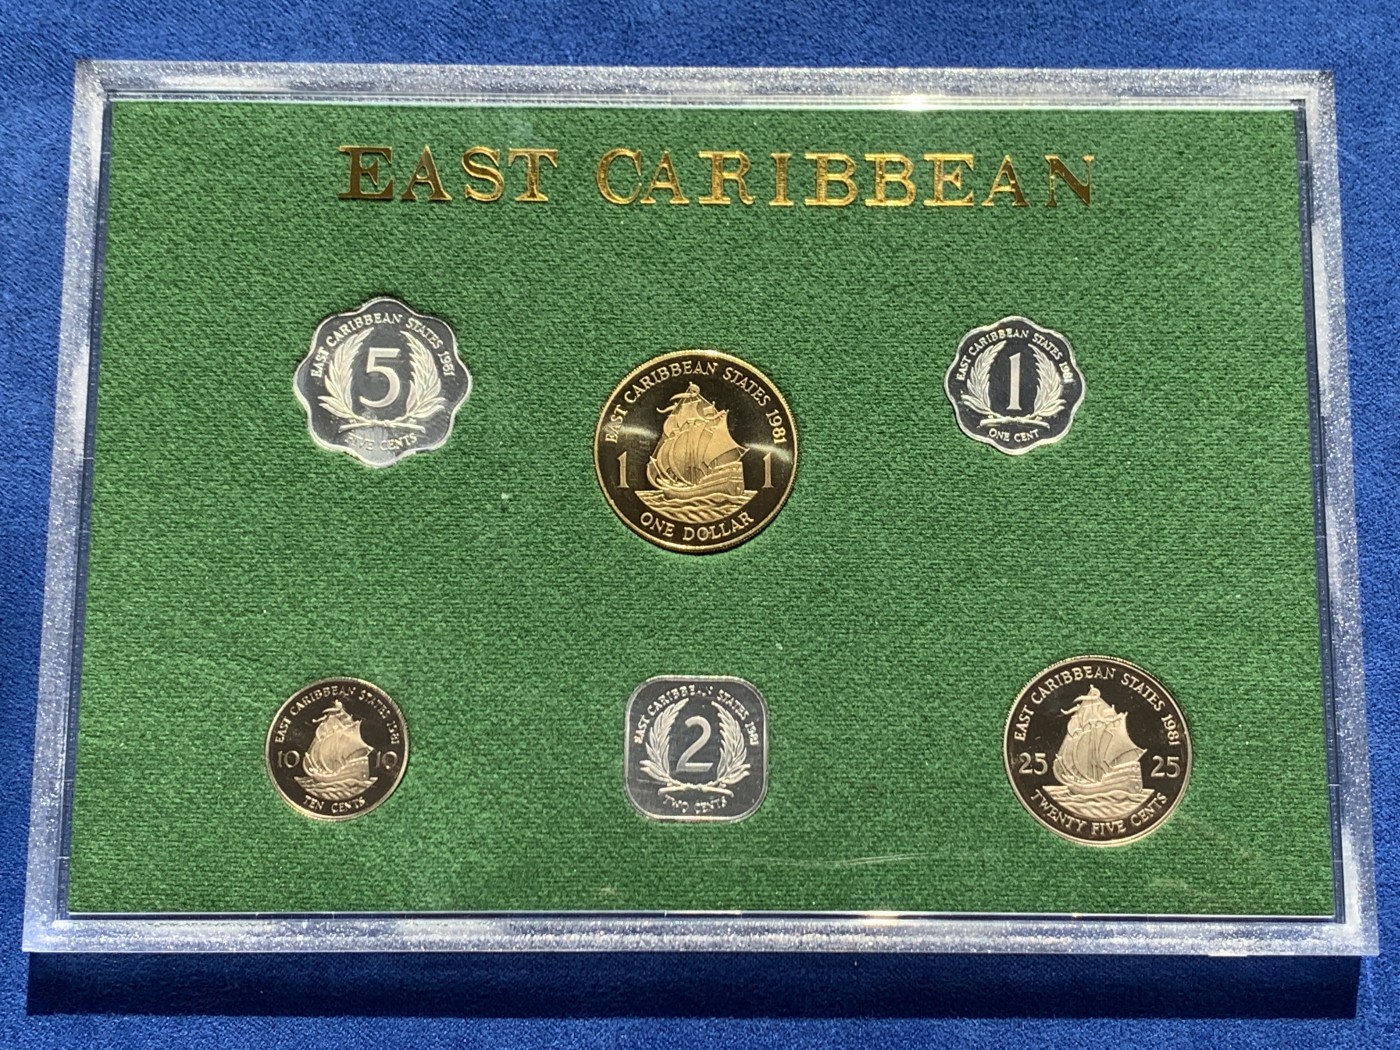 EAST CARIBBEAN
EAST CARIBBEAN STATES 1981
5
FIVE CENTS
EAST CARIBBEAN STATES 1981
1 1
ONE DOLLAR
EAST CARIBBEAN STATES 1981
1
ONE CENT
EAST CARIBBEAN STATES 1981
10 10
TEN CENTS
EAST CARIBBEAN STATES 1981
2
TWO CENTS
EAST CARIBBEAN STATES 1981
25 25
TWENTY FIVE CENTS